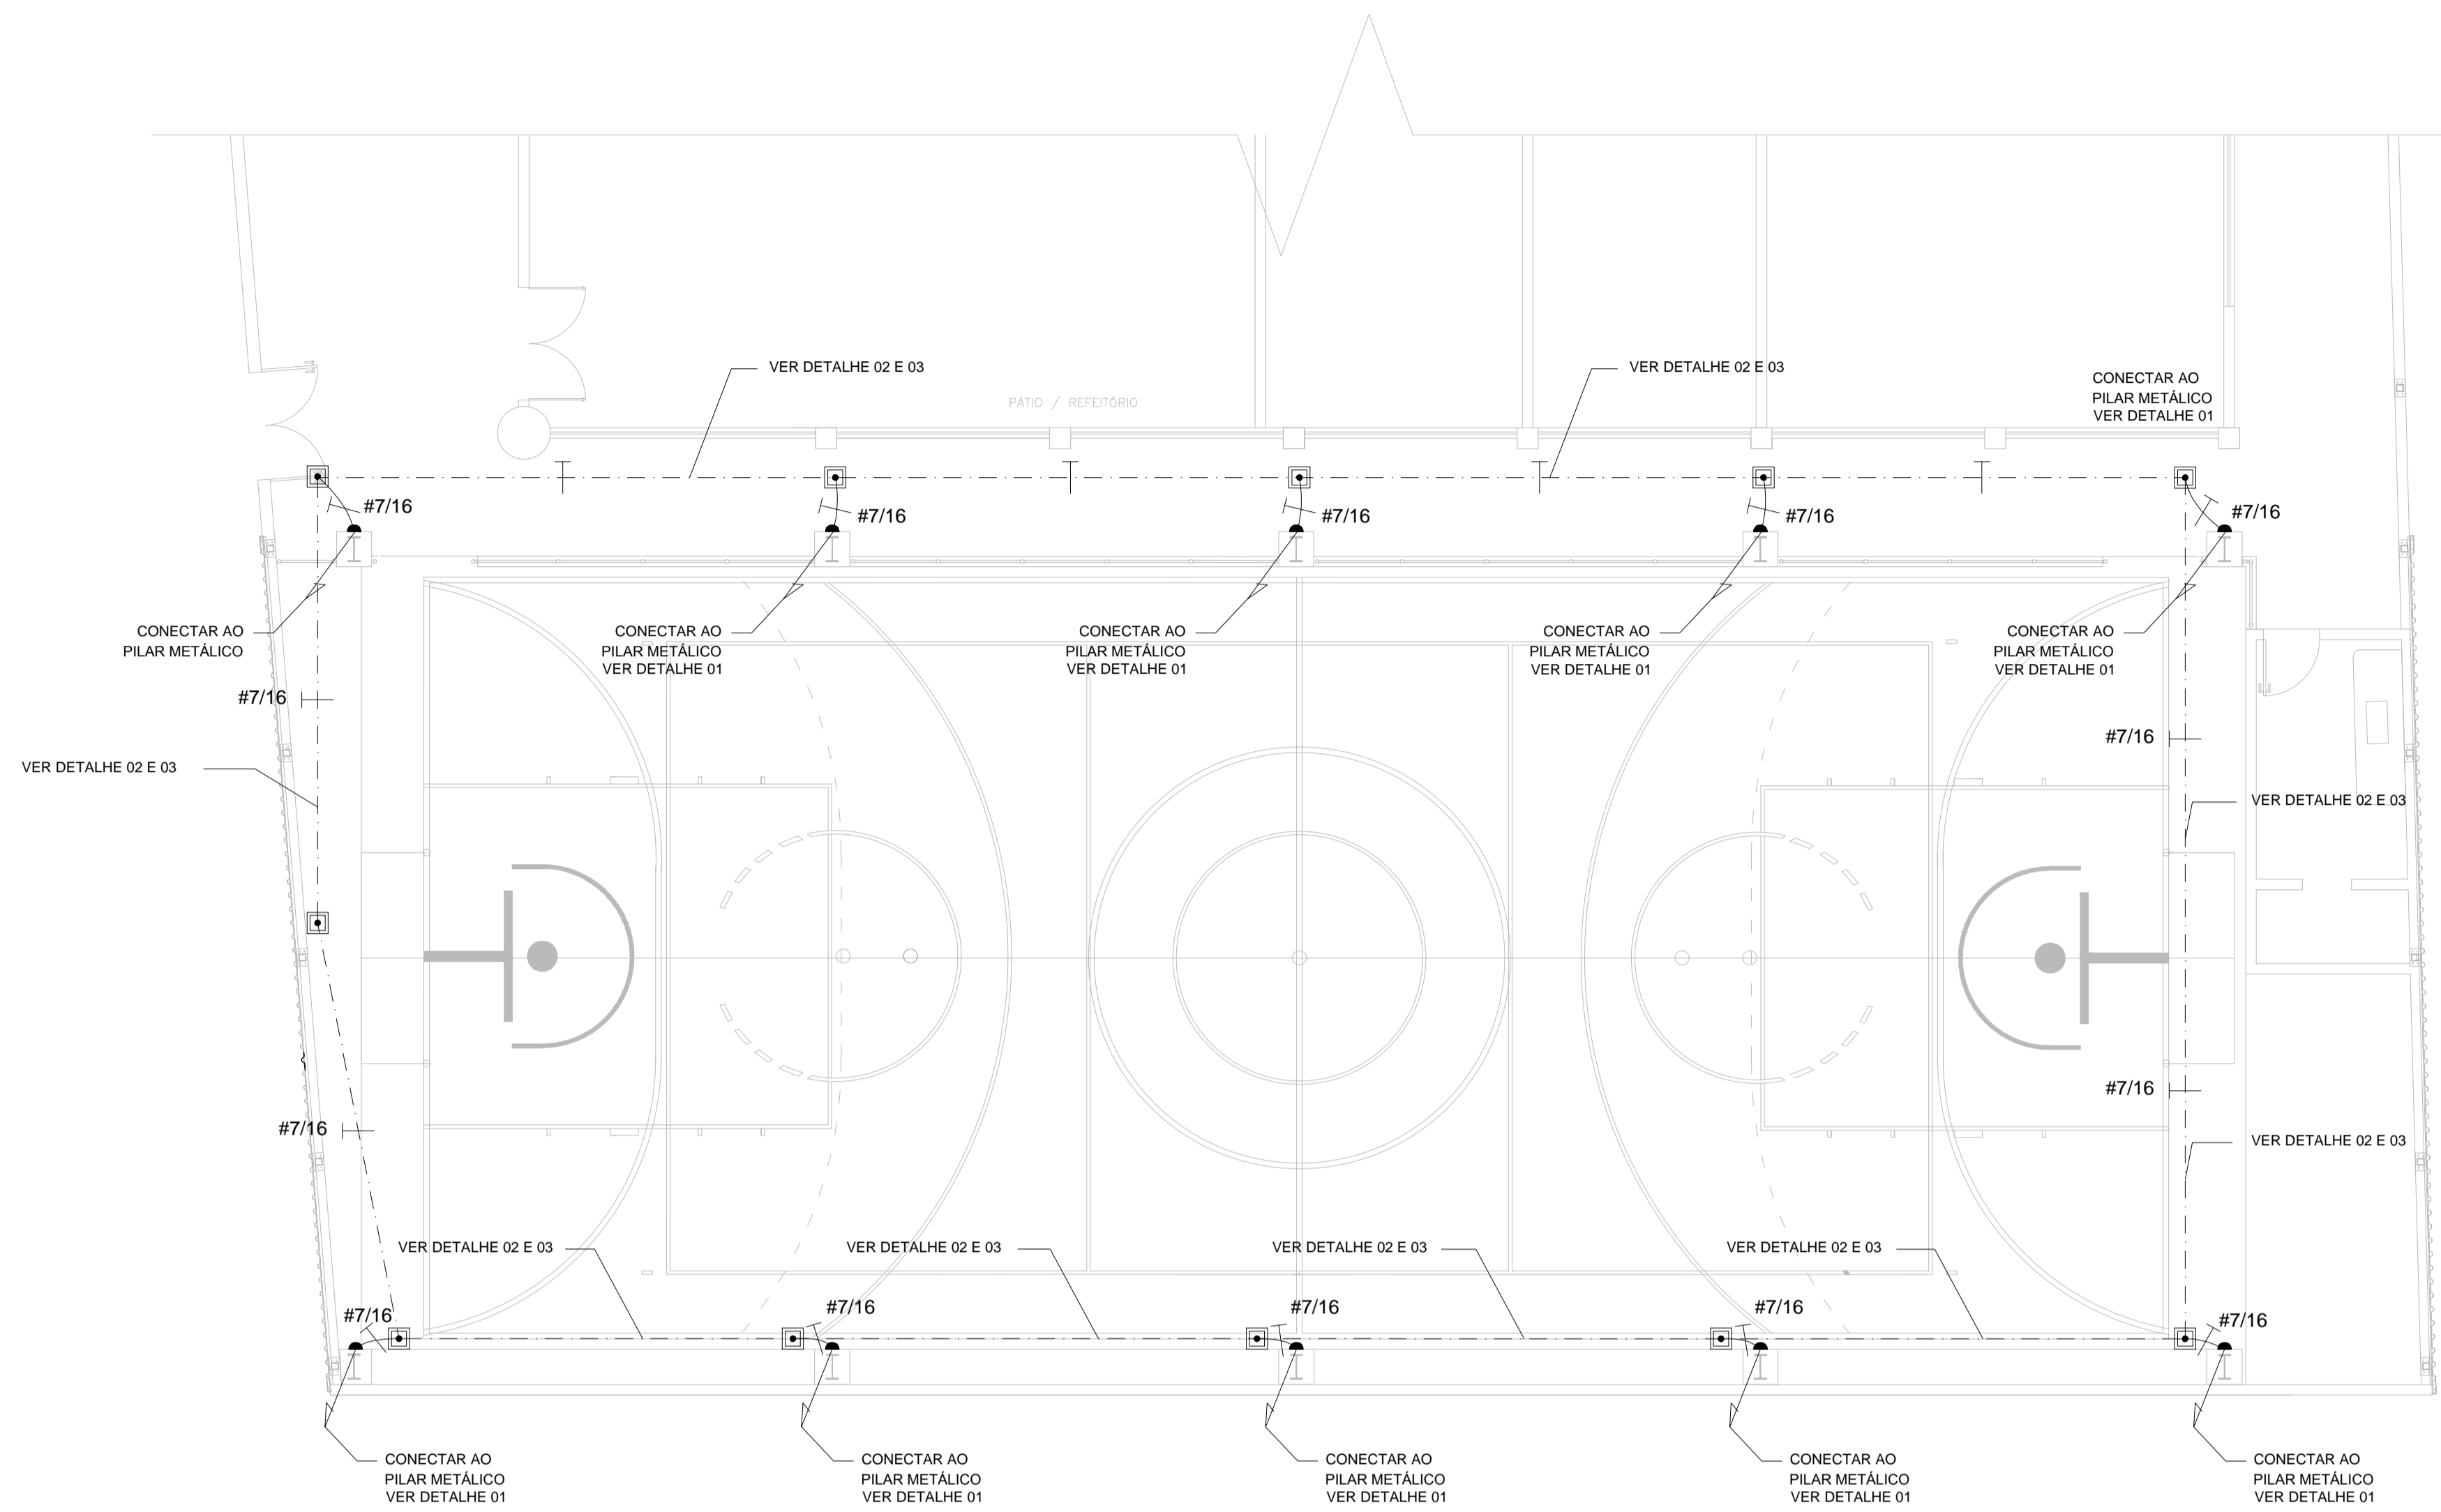 VER DETALHE 02 E 03
VER DETALHE 02 E 03
CONECTAR AO
PILAR METÁLICO
VER DETALHE 01
PÁTIO / REFEITÓRIO
#7/16
#7/16
#7/16
#7/16
#7/16
CONECTAR AO
PILAR METÁLICO
CONECTAR AO
PILAR METÁLICO
VER DETALHE 01
CONECTAR AO
PILAR METÁLICO
VER DETALHE 01
CONECTAR AO
PILAR METÁLICO
VER DETALHE 01
CONECTAR AO
PILAR METÁLICO
VER DETALHE 01
#7/16
#7/16
VER DETALHE 02 E 03
VER DETALHE 02 E 03
#7/16
#7/16
VER DETALHE 02 E 03
VER DETALHE 02 E 03
VER DETALHE 02 E 03
VER DETALHE 02 E 03
VER DETALHE 02 E 03
#7/16
#7/16
#7/16
#7/16
#7/16
CONECTAR AO
PILAR METÁLICO
VER DETALHE 01
CONECTAR AO
PILAR METÁLICO
VER DETALHE 01
CONECTAR AO
PILAR METÁLICO
VER DETALHE 01
CONECTAR AO
PILAR METÁLICO
VER DETALHE 01
CONECTAR AO
PILAR METÁLICO
VER DETALHE 01